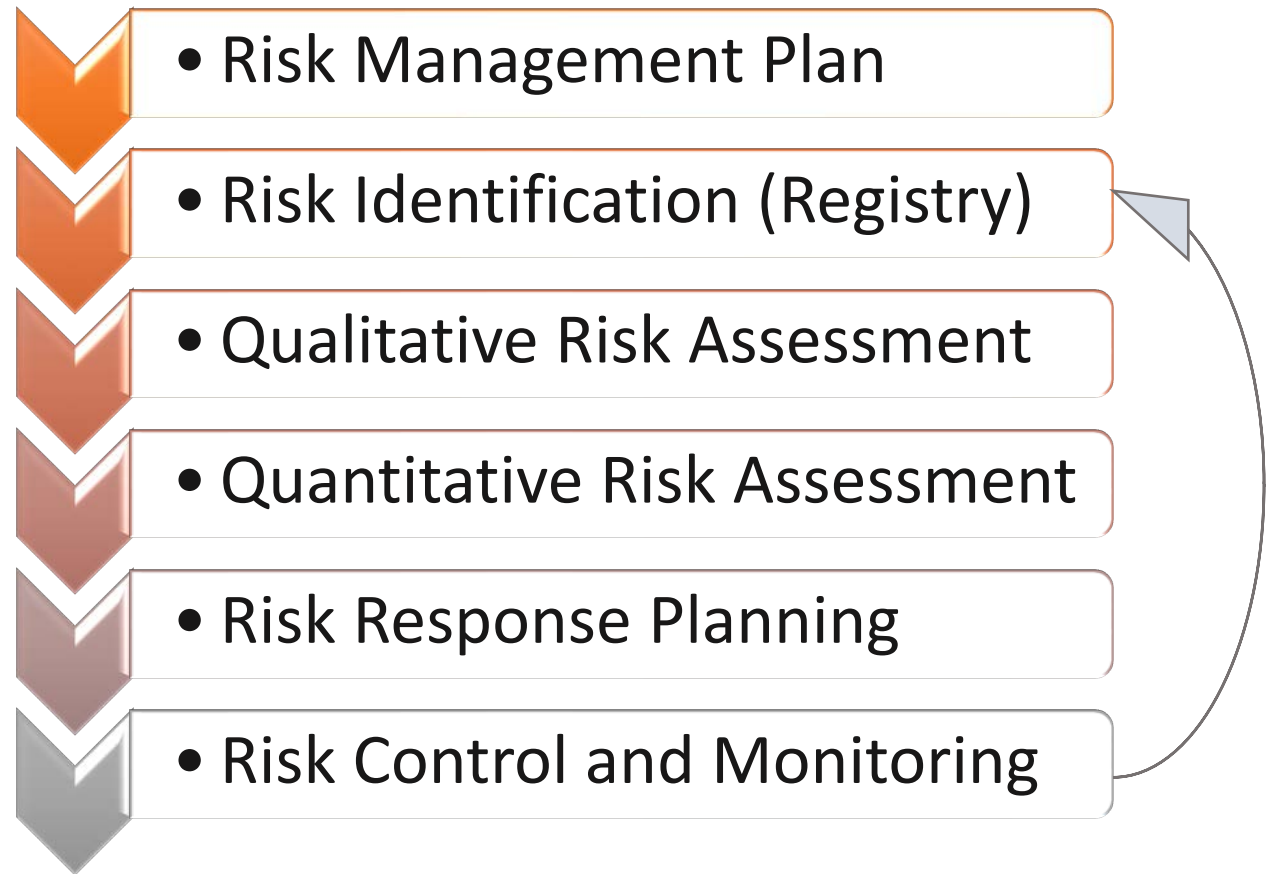 • Risk Management Plan
• Risk Identification (Registry)
• Qualitative Risk Assessment
• Quantitative Risk Assessment
• Risk Response Planning
• Risk Control and Monitoring